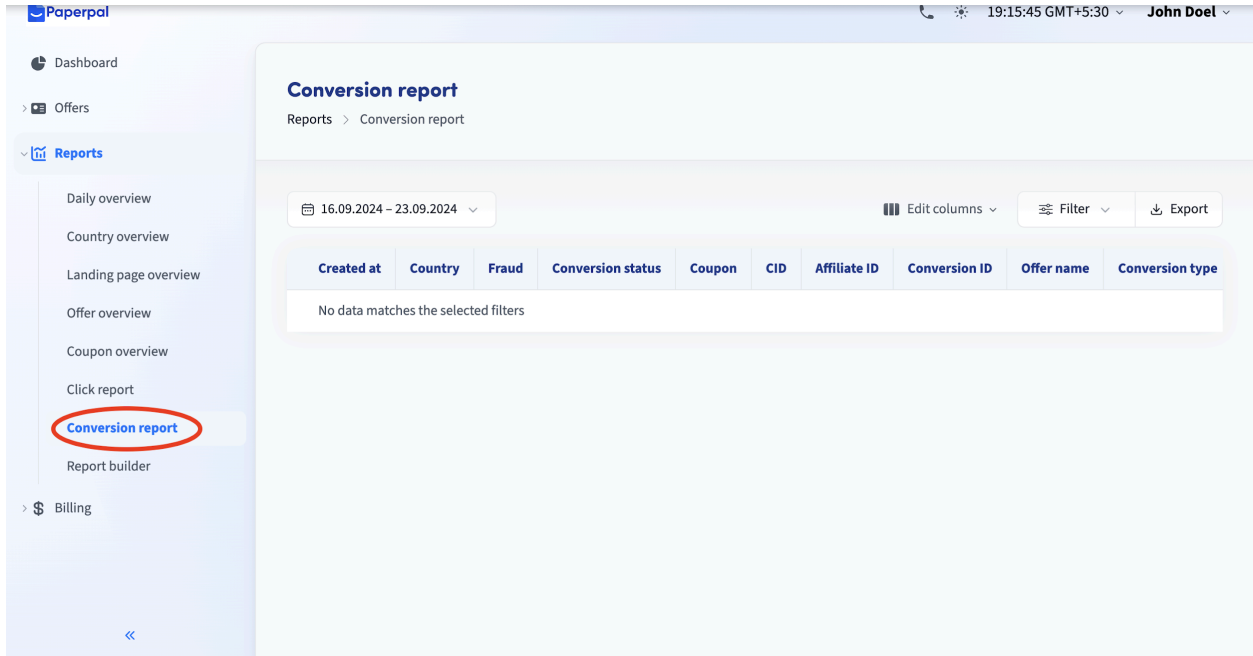 Paperpal
19:15:45 GMT+5:30
John Doel
Dashboard
Offers
Reports
Daily overview
Country overview
Landing page overview
Offer overview
Coupon overview
Click report
Conversion report
Report builder
Billing
Conversion report
Reports > Conversion report
16.09.2024 – 23.09.2024
Edit columns
Filter
Export
Created at Country Fraud Conversion status Coupon CID Affiliate ID Conversion ID Offer name Conversion type
No data matches the selected filters